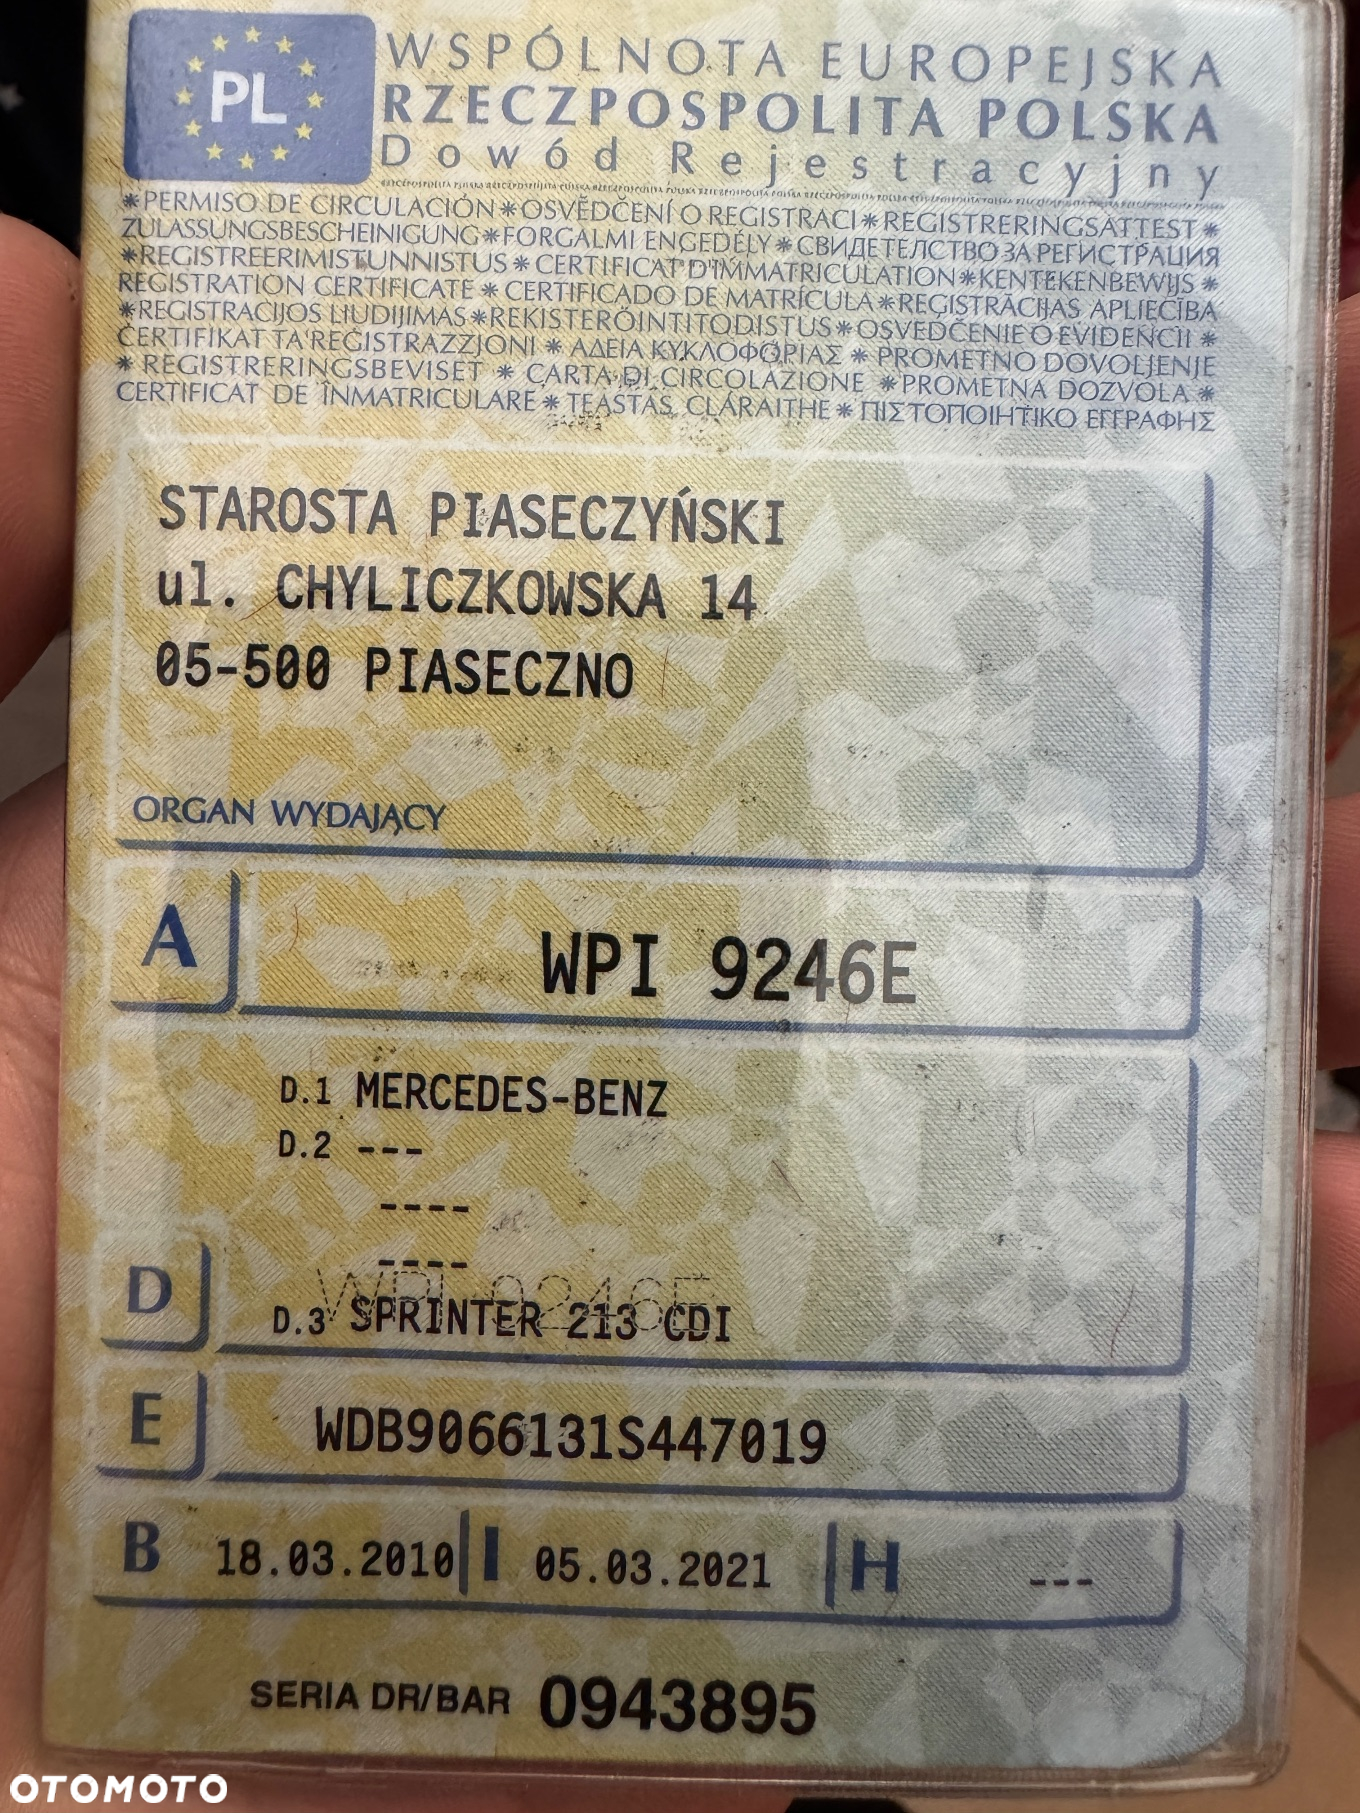 PL
WSPÓLNOTA EUROPEJSKA
RZECZPOSPOLITA POLSKA
Dowód Rejestracyjny
*PERMISO DE CIRCULACIÓN*OSVĚDČENÍ O REGISTRACI*REGISTRERINGSATTEST*
ZULASSUNGSBESCHEINIGUNG*FORGALMI ENGEDÉLY*СВИДЕТЕЛСТВО ЗА РЕГИСТРАЦИЯ
*REGISTREERIMISTUNNISTUS*CERTIFICAT D'IMMATRICULATION*KENTEKENBEWIJS*
REGISTRATION CERTIFICATE*CERTIFICADO DE MATRÍCULA*REĢISTRĀCIJAS APLIECĪBA
*REGISTRACIJOS LIUDIJIMAS*REKISTERÖINTITODISTUS*OSVEDČENIE O EVIDENCII*
ĊERTIFIKAT TA'REĠISTRAZZJONI*ΑΔΕΙΑ ΚΥΚΛΟΦΟΡΙΑΣ*PROMETNO DOVOLJENJE
*REGISTRERINGSBEVISET*CARTA DI CIRCOLAZIONE*PROMETNA DOZVOLA*
CERTIFICAT DE ÎNMATRICULARE*TEASTAS CLÁRAITHE*ΠΙΣΤΟΠΟΙΗΤΙΚΟ ΕΓΓΡΑΦΗΣ
STAROSTA PIASECZYŃSKI
ul. CHYLICZKOWSKA 14
05-500 PIASECZNO
ORGAN WYDAJĄCY
A WPI 9246E
D.1 MERCEDES-BENZ
D.2 ---
----
----
WPI 9246E
D D.3 SPRINTER 213 CDI
E WDB9066131S447019
B 18.03.2010 I 05.03.2021 H ---
SERIA DR/BAR 0943895
OTOMOTO